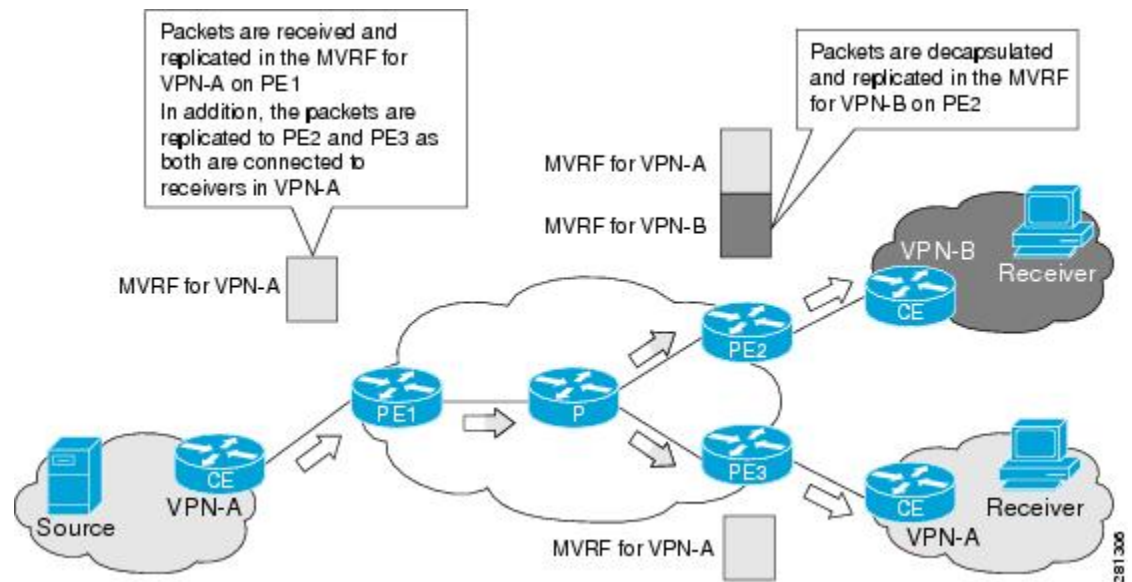 Packets are received and
replicated in the MVRF for
VPN-A on PE1
In addition, the packets are
replicated to PE2 and PE3 as
both are connected to
receivers in VPN-A
Packets are decapsulated
and replicated in the MVRF
for VPN-B on PE2
MVRF for VPN-A
MVRF for VPN-B
MVRF for VPN-A
VPN-B
Receiver
CE
PE2
PE1
P
PE3
CE
VPN-A
Source
CE
VPN-A
Receiver
MVRF for VPN-A
281306